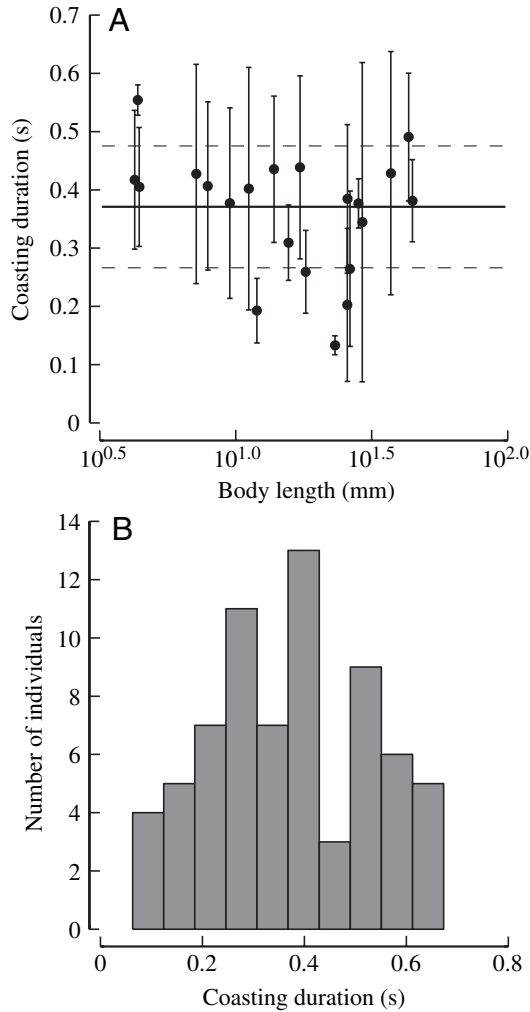 A
0.7
0.6
0.5
0.4
0.3
0.2
0.1
0
Coasting duration (s)
10^0.5 10^1.0 10^1.5 10^2.0
Body length (mm)
B
14
12
10
8
6
4
2
0
Number of individuals
0 0.2 0.4 0.6 0.8
Coasting duration (s)